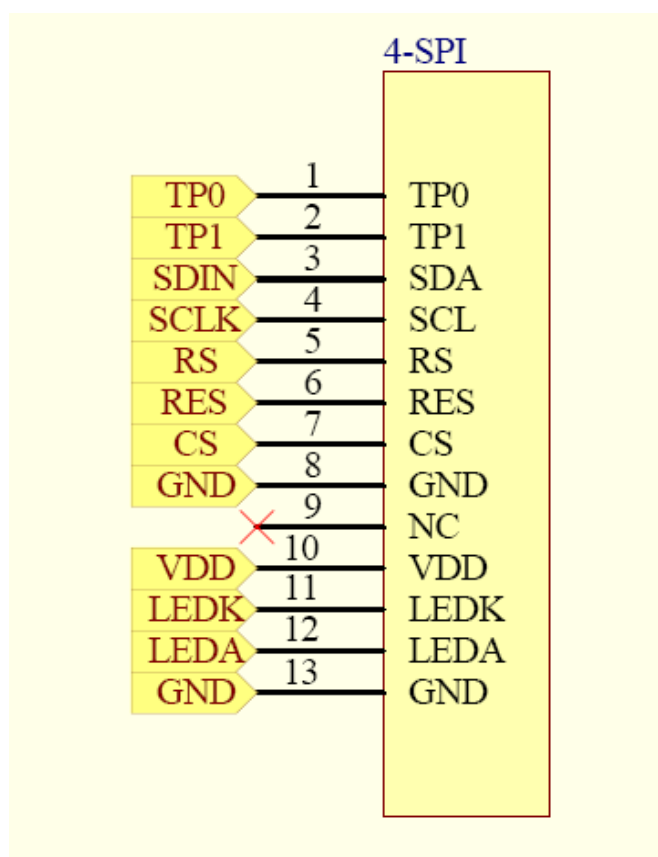 4-SPI
TP0 1 TP0
TP1 2 TP1
SDIN 3 SDA
SCLK 4 SCL
RS 5 RS
RES 6 RES
CS 7 CS
GND 8 GND
9 NC
VDD 10 VDD
LEDK 11 LEDK
LEDA 12 LEDA
GND 13 GND